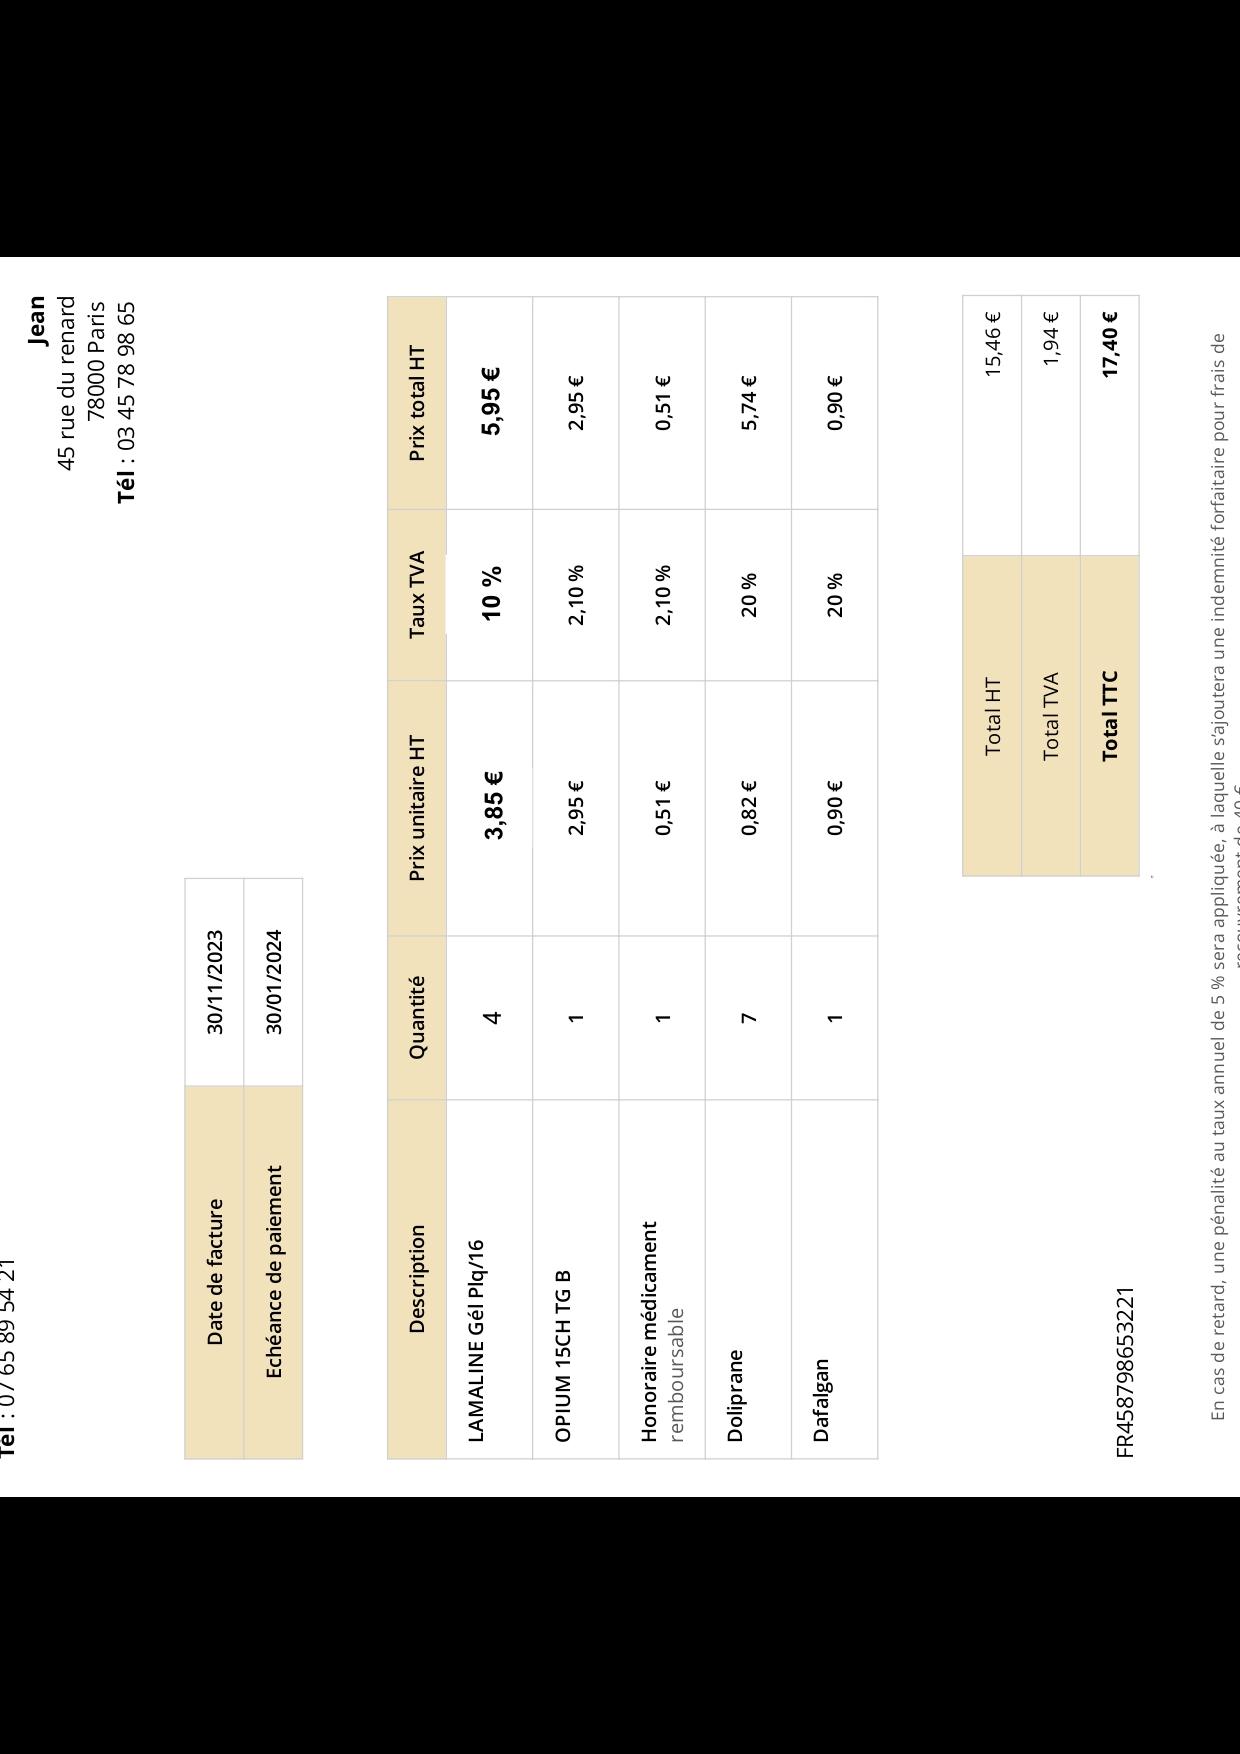 Tél : 07 65 89 54 21
Jean
45 rue du renard
78000 Paris
Tél : 03 45 78 98 65
Date de facture 30/11/2023
Echéance de paiement 30/01/2024
Description Quantité Prix unitaire HT Taux TVA Prix total HT
LAMALINE Gél Plq/16 4 3,85 € 10 % 5,95 €
OPIUM 15CH TG B 1 2,95 € 2,10 % 2,95 €
Honoraire médicament 1 0,51 € 2,10 % 0,51 €
remboursable
Doliprane 7 0,82 € 20 % 5,74 €
Dafalgan 1 0,90 € 20 % 0,90 €
Total HT 15,46 €
Total TVA 1,94 €
Total TTC 17,40 €
FR458798653221
En cas de retard, une pénalité au taux annuel de 5 % sera appliquée, à laquelle s'ajoutera une indemnité forfaitaire pour frais de
recouvrement de 40 €